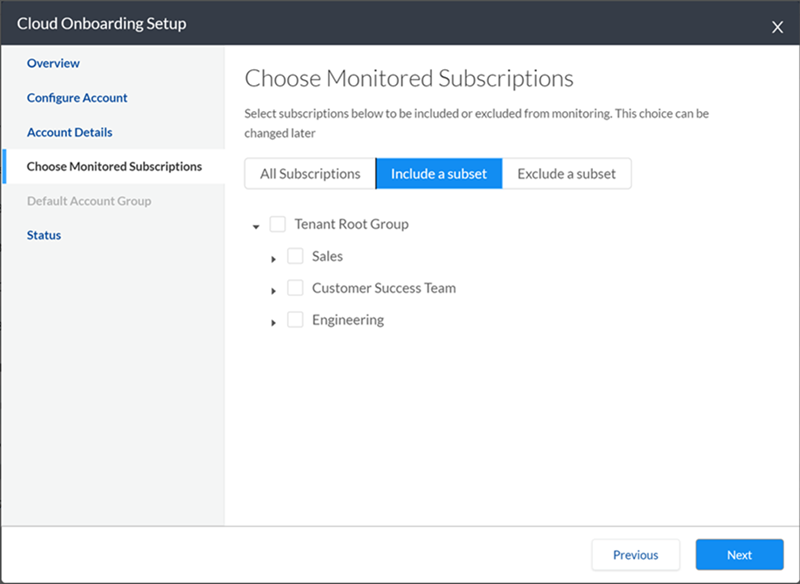 Cloud Onboarding Setup
X
Overview
Configure Account
Account Details
Choose Monitored Subscriptions
Default Account Group
Status
Choose Monitored Subscriptions
Select subscriptions below to be included or excluded from monitoring. This choice can be
changed later
All Subscriptions Include a subset Exclude a subset
Tenant Root Group
Sales
Customer Success Team
Engineering
Previous Next